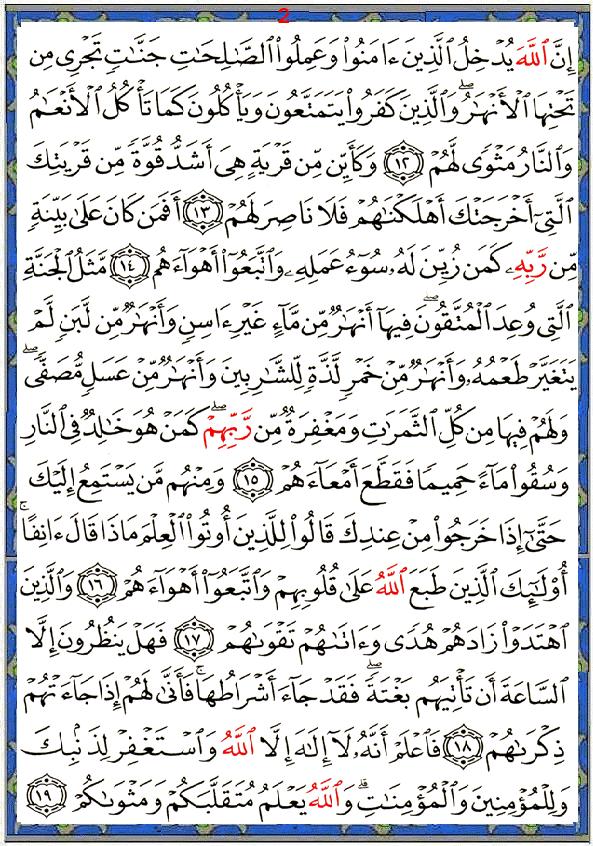 2
إِنَّ ٱللَّهَ يُدۡخِلُ ٱلَّذِينَ ءَامَنُواْ وَعَمِلُواْ ٱلصَّٰلِحَٰتِ جَنَّٰتٖ تَجۡرِي مِن
تَحۡتِهَا ٱلۡأَنۡهَٰرُۖ وَٱلَّذِينَ كَفَرُواْ يَتَمَتَّعُونَ وَيَأۡكُلُونَ كَمَا تَأۡكُلُ ٱلۡأَنۡعَٰمُ
وَٱلنَّارُ مَثۡوٗى لَّهُمۡ ١٢ وَكَأَيِّن مِّن قَرۡيَةٍ هِيَ أَشَدُّ قُوَّةٗ مِّن قَرۡيَتِكَ
ٱلَّتِيٓ أَخۡرَجَتۡكَ أَهۡلَكۡنَٰهُمۡ فَلَا نَاصِرَ لَهُمۡ ١٣ أَفَمَن كَانَ عَلَىٰ بَيِّنَةٖ
مِّن رَّبِّهِۦ كَمَن زُيِّنَ لَهُۥ سُوٓءُ عَمَلِهِۦ وَٱتَّبَعُوٓاْ أَهۡوَآءَهُم ١٤ مَّثَلُ ٱلۡجَنَّةِ
ٱلَّتِي وُعِدَ ٱلۡمُتَّقُونَۖ فِيهَآ أَنۡهَٰرٞ مِّن مَّآءٍ غَيۡرِ ءَاسِنٖ وَأَنۡهَٰرٞ مِّن لَّبَنٖ لَّمۡ
يَتَغَيَّرۡ طَعۡمُهُۥ وَأَنۡهَٰرٞ مِّنۡ خَمۡرٖ لَّذَّةٖ لِّلشَّٰرِبِينَ وَأَنۡهَٰرٞ مِّنۡ عَسَلٖ مُّصَفّٗىۖ
وَلَهُمۡ فِيهَا مِن كُلِّ ٱلثَّمَرَٰتِ وَمَغۡفِرَةٞ مِّن رَّبِّهِمۡۖ كَمَنۡ هُوَ خَٰلِدٞ فِي ٱلنَّارِ
وَسُقُواْ مَآءً حَمِيمٗا فَقَطَّعَ أَمۡعَآءَهُمۡ ١٥ وَمِنۡهُم مَّن يَسۡتَمِعُ إِلَيۡكَ
حَتَّىٰٓ إِذَا خَرَجُواْ مِنۡ عِندِكَ قَالُواْ لِلَّذِينَ أُوتُواْ ٱلۡعِلۡمَ مَاذَا قَالَ ءَانِفًاۚ
أُوْلَٰٓئِكَ ٱلَّذِينَ طَبَعَ ٱللَّهُ عَلَىٰ قُلُوبِهِمۡ وَٱتَّبَعُوٓاْ أَهۡوَآءَهُمۡ ١٦ وَٱلَّذِينَ
ٱهۡتَدَوۡاْ زَادَهُمۡ هُدٗى وَءَاتَىٰهُمۡ تَقۡوَىٰهُمۡ ١٧ فَهَلۡ يَنظُرُونَ إِلَّا
ٱلسَّاعَةَ أَن تَأۡتِيَهُم بَغۡتَةٗۖ فَقَدۡ جَآءَ أَشۡرَاطُهَاۚ فَأَنَّىٰ لَهُمۡ إِذَا جَآءَتۡهُمۡ
ذِكۡرَىٰهُمۡ ١٨ فَٱعۡلَمۡ أَنَّهُۥ لَآ إِلَٰهَ إِلَّا ٱللَّهُ وَٱسۡتَغۡفِرۡ لِذَنۢبِكَ
وَلِلۡمُؤۡمِنِينَ وَٱلۡمُؤۡمِنَٰتِۗ وَٱللَّهُ يَعۡلَمُ مُتَقَلَّبَكُمۡ وَمَثۡوَىٰكُمۡ ١٩